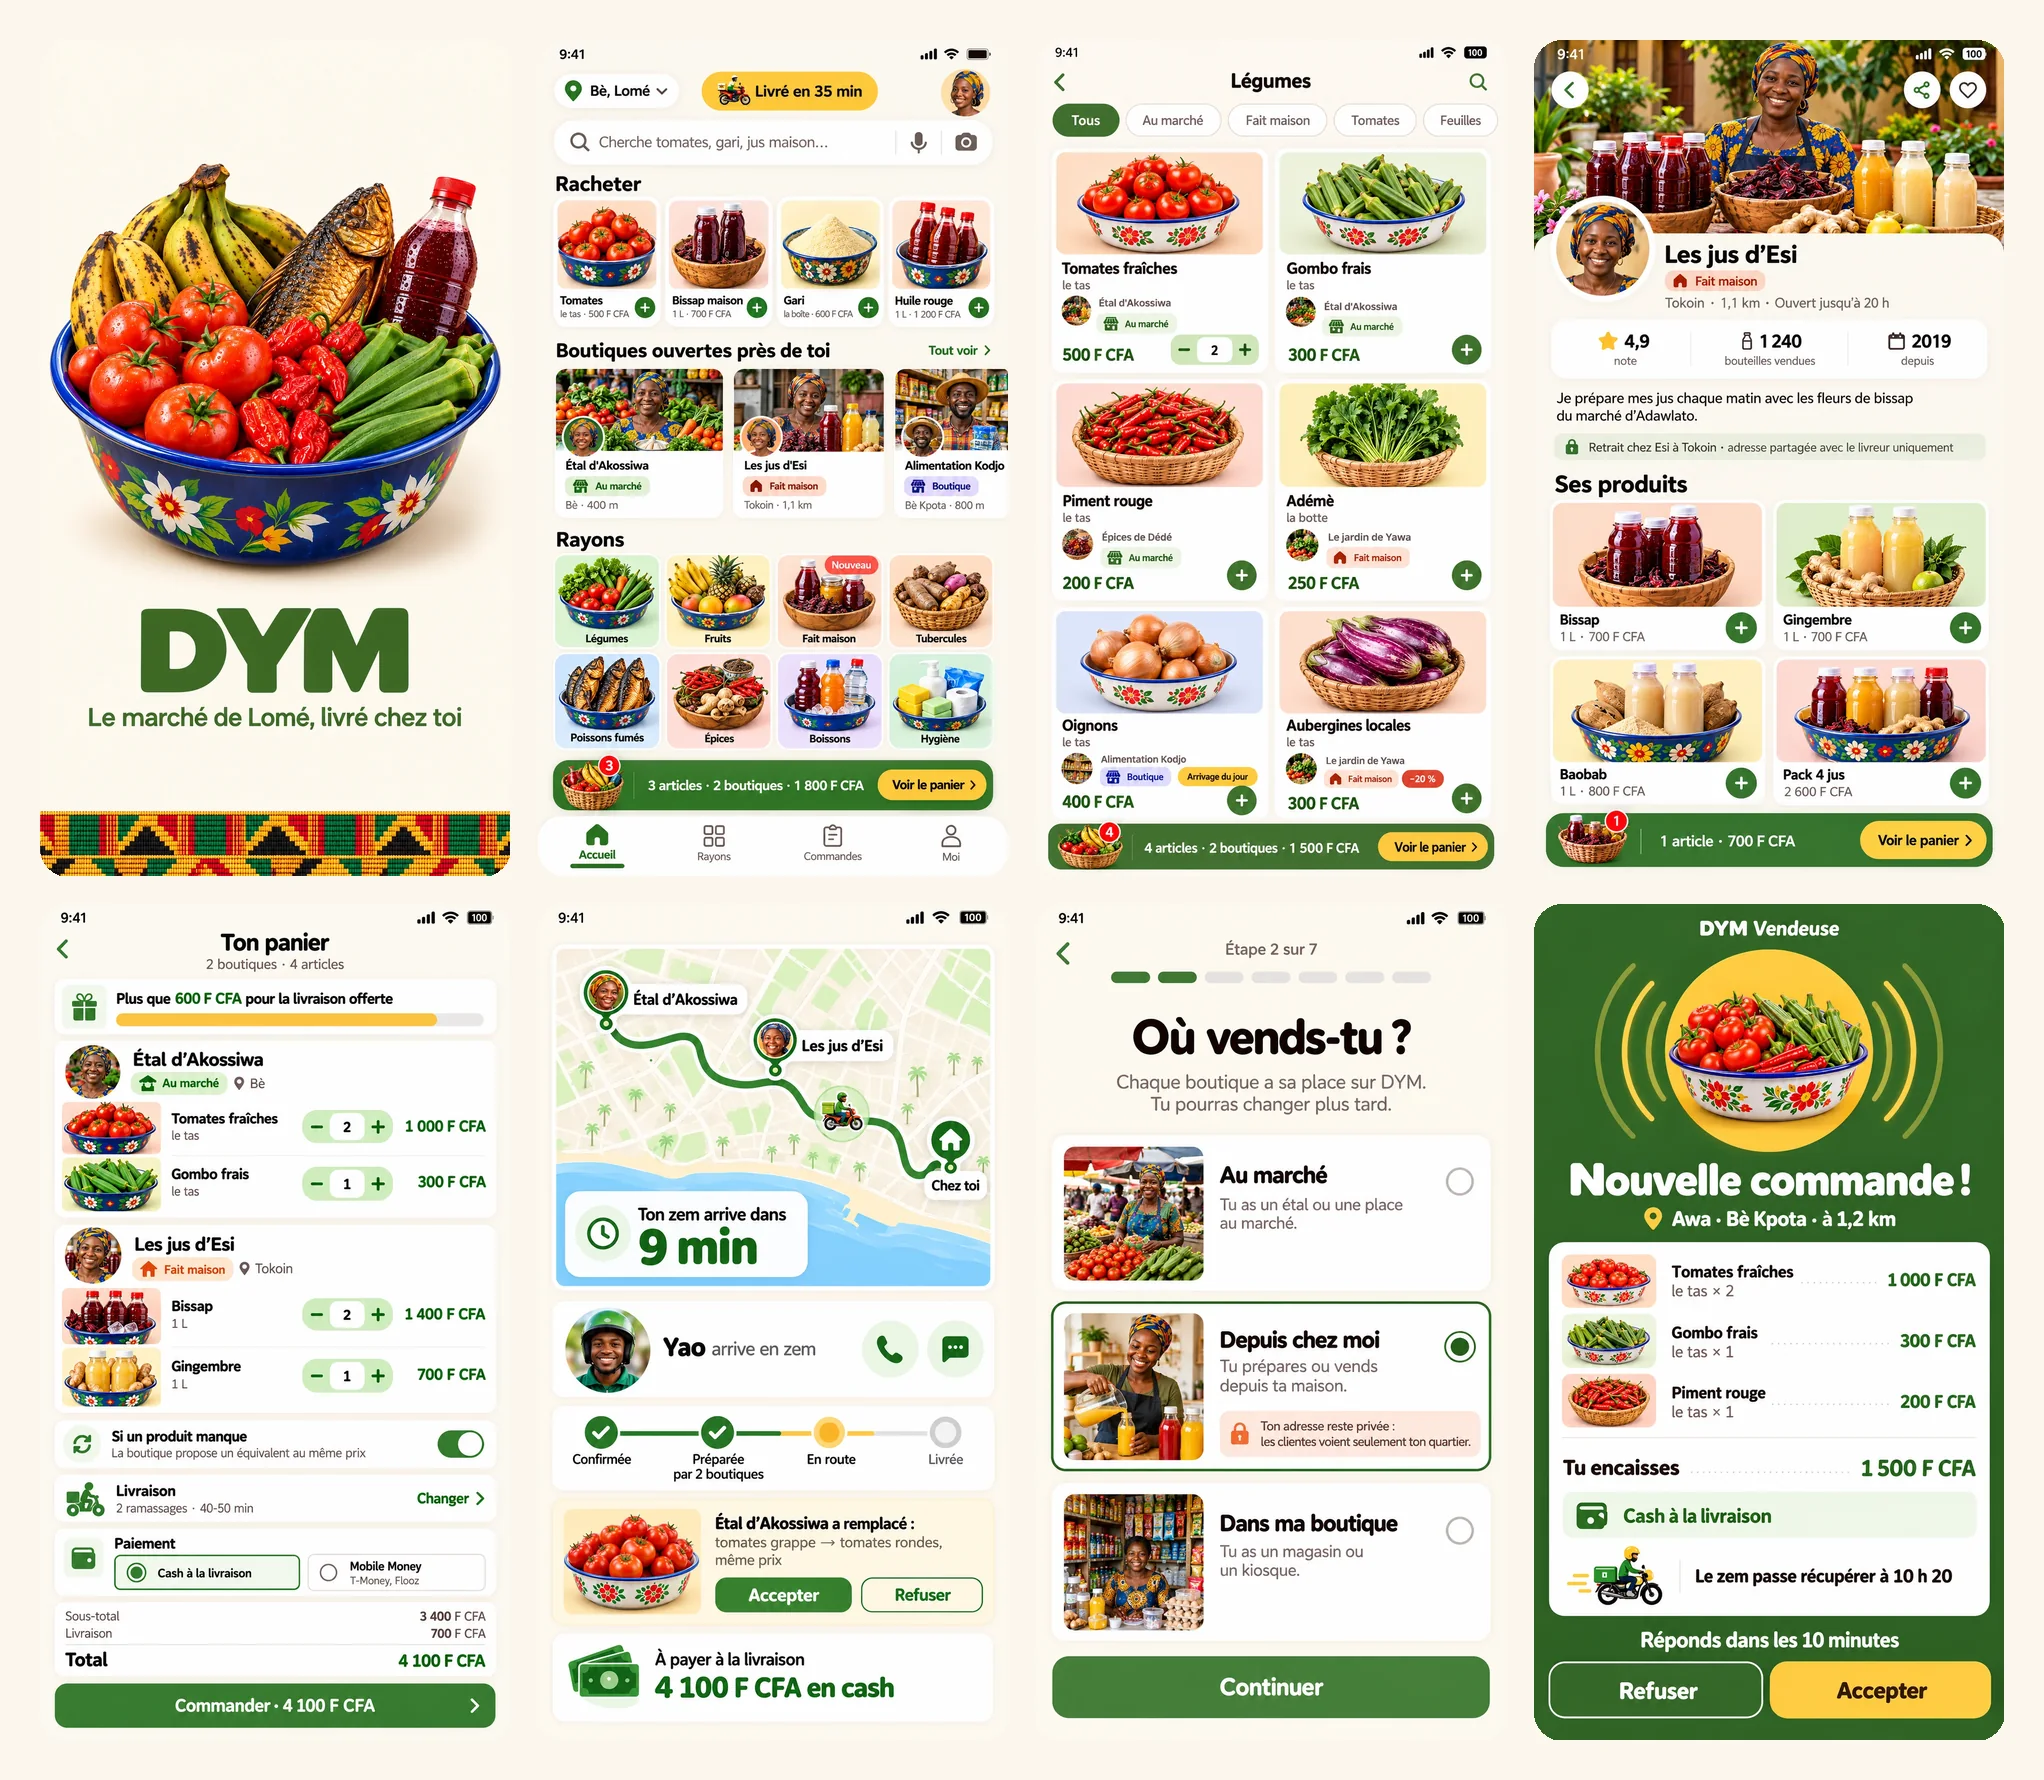 DYM
Le marché de Lomé, livré chez toi
9:41
Bè, Lomé
Livré en 35 min
Cherche tomates, gari, jus maison...
Racheter
Tomates
le tas · 500 F CFA
Bissap maison
1 L · 700 F CFA
Gari
la boîte · 600 F CFA
Huile rouge
1 L · 1 200 F CFA
Boutiques ouvertes près de toi
Tout voir
Étal d'Akossiwa
Au marché
Bè · 400 m
Les jus d'Esi
Fait maison
Tokoin · 1,1 km
Alimentation Kodjo
Boutique
Bè Kpota · 800 m
Rayons
Légumes
Fruits
Nouveau
Fait maison
Tubercules
Poissons fumés
Épices
Boissons
Hygiène
3
3 articles · 2 boutiques · 1 800 F CFA
Voir le panier
Accueil
Rayons
Commandes
Moi
9:41
100
Légumes
Tous
Au marché
Fait maison
Tomates
Feuilles
Tomates fraîches
le tas
Étal d'Akossiwa
Au marché
500 F CFA
2
Gombo frais
le tas
Étal d'Akossiwa
Au marché
300 F CFA
Piment rouge
le tas
Épices de Dédé
Au marché
200 F CFA
Adémè
la botte
Le jardin de Yawa
Fait maison
250 F CFA
Oignons
le tas
Alimentation Kodjo
Boutique
Arrivage du jour
400 F CFA
Aubergines locales
le tas
Le jardin de Yawa
Fait maison
-20 %
300 F CFA
4
4 articles · 2 boutiques · 1 500 F CFA
Voir le panier
9:41
100
Les jus d'Esi
Fait maison
Tokoin · 1,1 km · Ouvert jusqu'à 20 h
4,9
note
1 240
bouteilles vendues
2019
depuis
Je prépare mes jus chaque matin avec les fleurs de bissap
du marché d'Adawlato.
Retrait chez Esi à Tokoin · adresse partagée avec le livreur uniquement
Ses produits
Bissap
1 L · 700 F CFA
Gingembre
1 L · 700 F CFA
Baobab
1 L · 800 F CFA
Pack 4 jus
2 600 F CFA
1
1 article · 700 F CFA
Voir le panier
9:41
100
Ton panier
2 boutiques · 4 articles
Plus que 600 F CFA pour la livraison offerte
Étal d'Akossiwa
Au marché
Bè
Tomates fraîches
le tas
2
1 000 F CFA
Gombo frais
le tas
1
300 F CFA
Les jus d'Esi
Fait maison
Tokoin
Bissap
1 L
2
1 400 F CFA
Gingembre
1 L
1
700 F CFA
Si un produit manque
La boutique propose un équivalent au même prix
Livraison
2 ramassages · 40-50 min
Changer
Paiement
Cash à la livraison
Mobile Money
T-Money, Flooz
Sous-total
3 400 F CFA
Livraison
700 F CFA
Total
4 100 F CFA
Commander · 4 100 F CFA
9:41
100
Étal d'Akossiwa
Les jus d'Esi
Chez toi
Ton zem arrive dans
9 min
Yao arrive en zem
Confirmée
Préparée
par 2 boutiques
En route
Livrée
Étal d'Akossiwa a remplacé :
tomates grappe → tomates rondes,
même prix
Accepter
Refuser
À payer à la livraison
4 100 F CFA en cash
9:41
100
Étape 2 sur 7
Où vends-tu ?
Chaque boutique a sa place sur DYM.
Tu pourras changer plus tard.
Au marché
Tu as un étal ou une place
au marché.
Depuis chez moi
Tu prépares ou vends
depuis ta maison.
Ton adresse reste privée :
les clientes voient seulement ton quartier.
Dans ma boutique
Tu as un magasin ou
un kiosque.
Continuer
DYM Vendeuse
Nouvelle commande !
Awa · Bè Kpota · à 1,2 km
Tomates fraîches
le tas × 2
1 000 F CFA
Gombo frais
le tas × 1
300 F CFA
Piment rouge
le tas × 1
200 F CFA
Tu encaisses
1 500 F CFA
Cash à la livraison
Le zem passe récupérer à 10 h 20
Réponds dans les 10 minutes
Refuser
Accepter